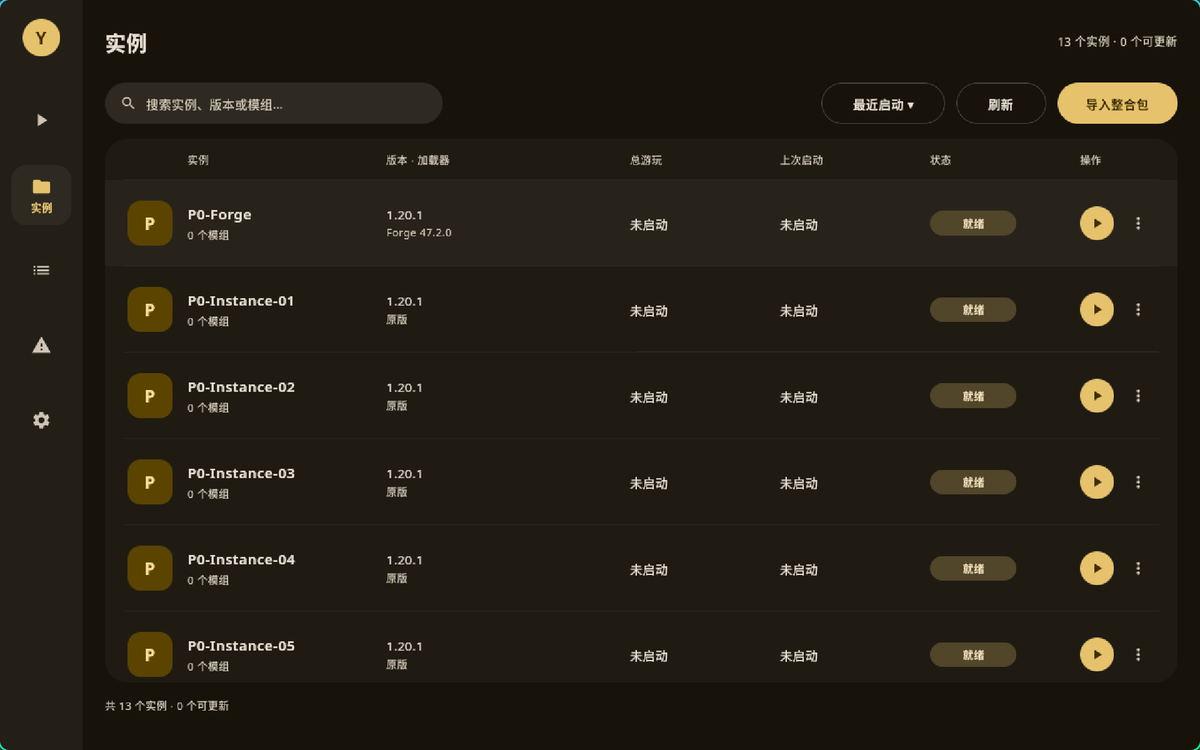 Y
实例
13 个实例 · 0 个可更新
搜索实例、版本或模组...
最近启动 ▾
刷新
导入整合包
实例
实例 版本 · 加载器 总游玩 上次启动 状态 操作
P P0-Forge 1.20.1 未启动 未启动 就绪
0 个模组 Forge 47.2.0
P P0-Instance-01 1.20.1 未启动 未启动 就绪
0 个模组 原版
P P0-Instance-02 1.20.1 未启动 未启动 就绪
0 个模组 原版
P P0-Instance-03 1.20.1 未启动 未启动 就绪
0 个模组 原版
P P0-Instance-04 1.20.1 未启动 未启动 就绪
0 个模组 原版
P P0-Instance-05 1.20.1 未启动 未启动 就绪
0 个模组 原版
共 13 个实例 · 0 个可更新